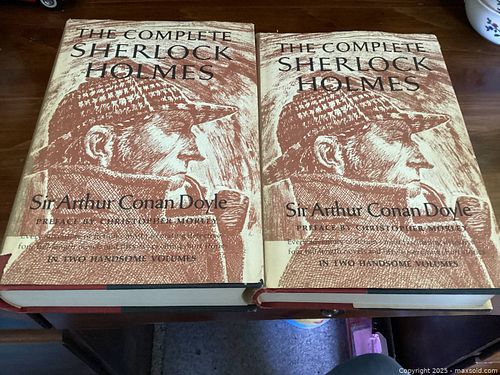 THE COMPLETE
SHERLOCK
HOLMES
Sir Arthur Conan Doyle
PREFACE BY CHRISTOPHER MORLEY
IN TWO HANDSOME VOLUMES
THE COMPLETE
SHERLOCK
HOLMES
Sir Arthur Conan Doyle
PREFACE BY CHRISTOPHER MORLEY
IN TWO HANDSOME VOLUMES
Copyright © 2025 - maxsold.com